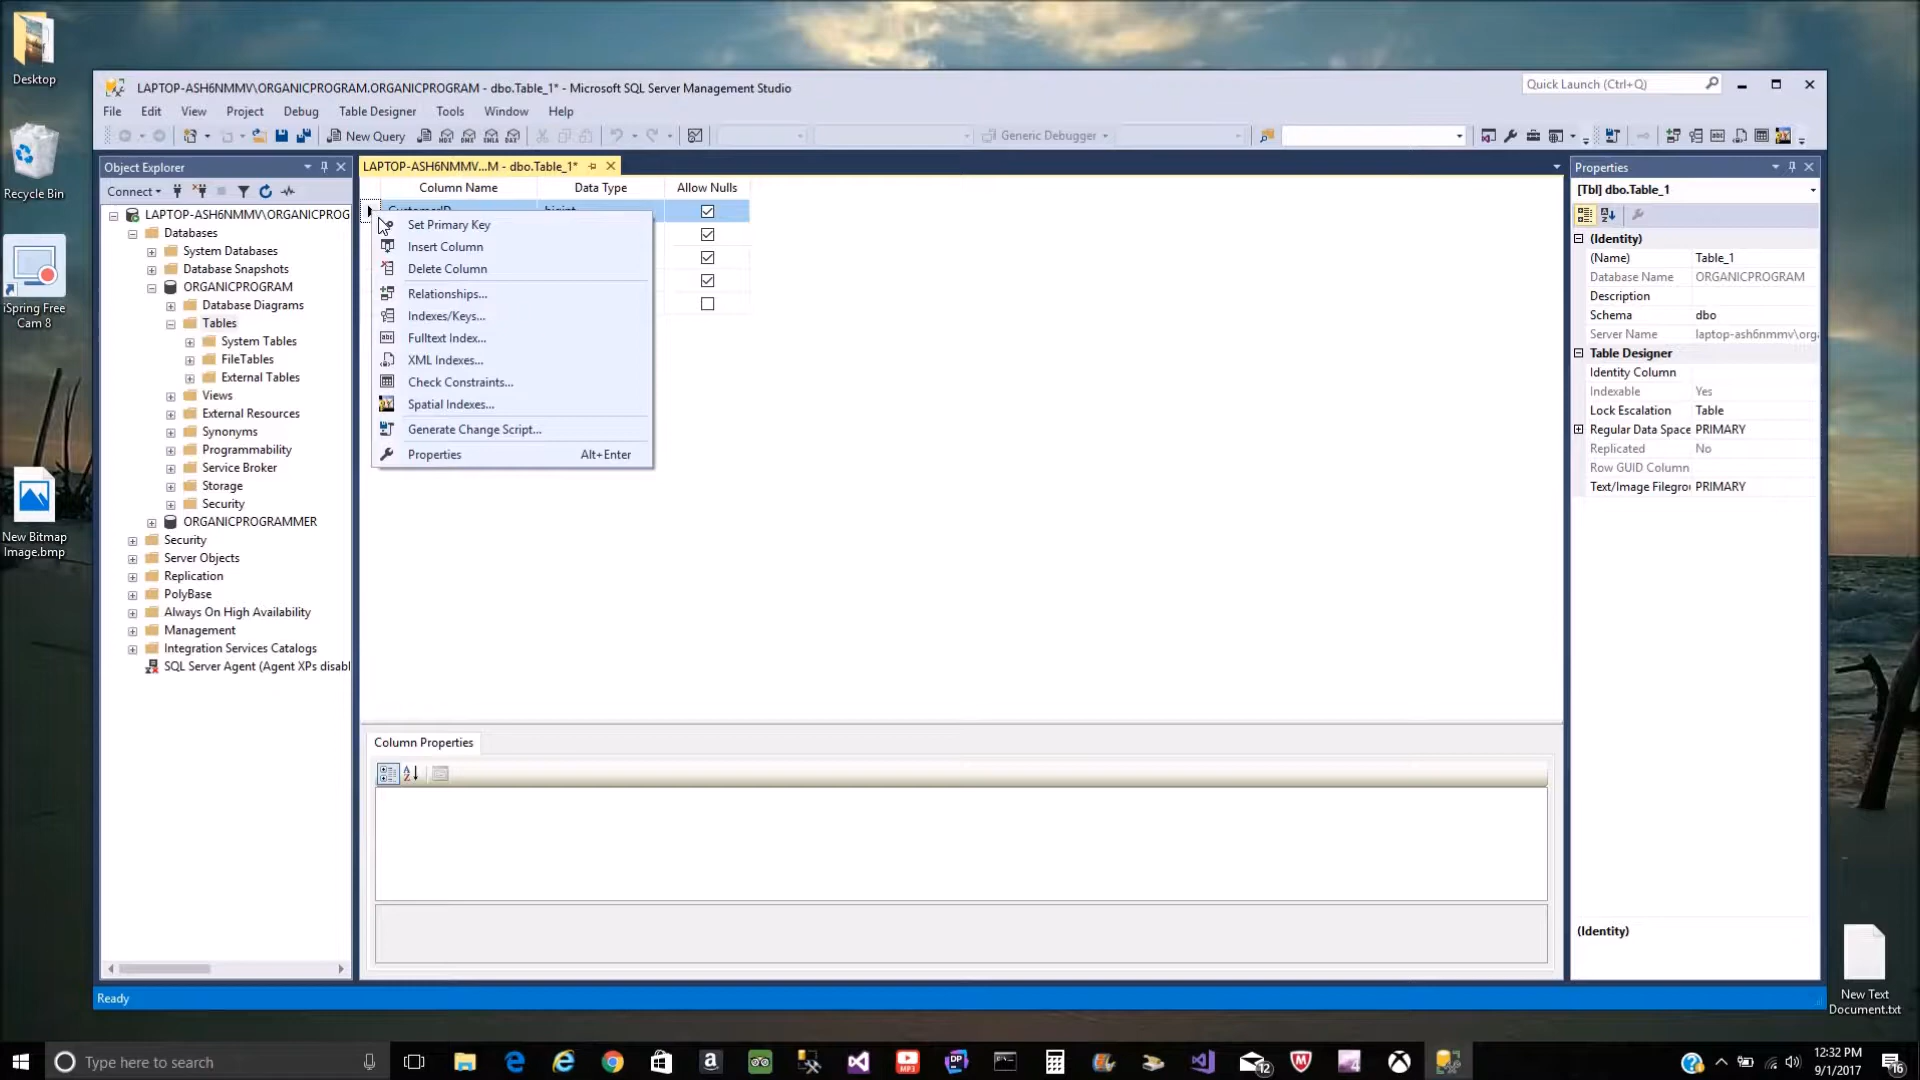 Desktop
Recycle Bin
iSpring Free
Cam 8
New Bitmap
Image.bmp
LAPTOP-ASH6NMMV\ORGANICPROGRAM.ORGANICPROGRAM - dbo.Table_1* - Microsoft SQL Server Management Studio
Quick Launch (Ctrl+Q)
File Edit View Project Debug Table Designer Tools Window Help
New Query
Generic Debugger
Object Explorer
Connect
LAPTOP-ASH6NMMV\ORGANICPROG
Databases
System Databases
Database Snapshots
ORGANICPROGRAM
Database Diagrams
Tables
System Tables
FileTables
External Tables
Views
External Resources
Synonyms
Programmability
Service Broker
Storage
Security
ORGANICPROGRAMMER
Security
Server Objects
Replication
PolyBase
Always On High Availability
Management
Integration Services Catalogs
SQL Server Agent (Agent XPs disabl
LAPTOP-ASH6NMMV...M - dbo.Table_1*
Column Name Data Type Allow Nulls
CustomerID bigint
Set Primary Key
Insert Column
Delete Column
Relationships...
Indexes/Keys...
Fulltext Index...
XML Indexes...
Check Constraints...
Spatial Indexes...
Generate Change Script...
Properties Alt+Enter
Column Properties
Properties
[Tbl] dbo.Table_1
(Identity)
(Name) Table_1
Database Name ORGANICPROGRAM
Description
Schema dbo
Server Name laptop-ash6nmmv\orga
Table Designer
Identity Column
Indexable Yes
Lock Escalation Table
Regular Data Space PRIMARY
Replicated No
Row GUID Column
Text/Image Filegro PRIMARY
(Identity)
Ready
New Text
Document.txt
Type here to search
12:32 PM
9/1/2017
12
16